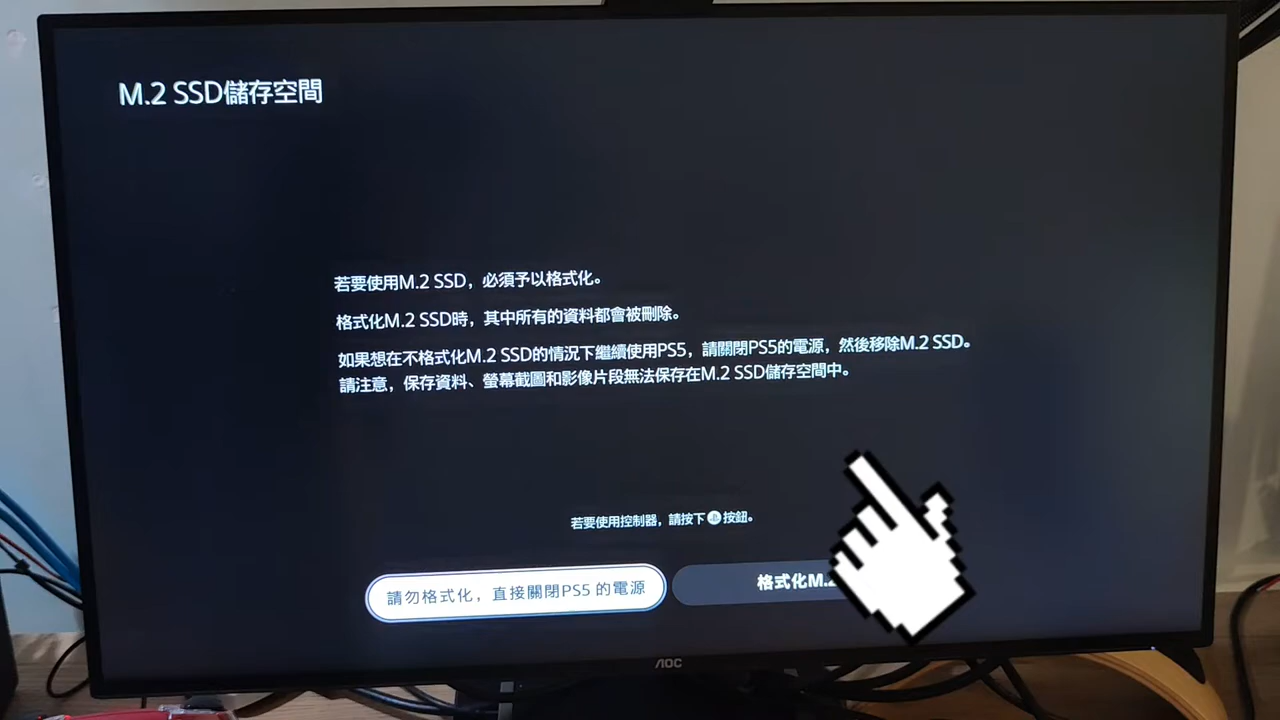 M.2 SSD儲存空間
若要使用M.2 SSD，必須予以格式化。
格式化M.2 SSD時，其中所有的資料都會被刪除。
如果想在不格式化M.2 SSD的情況下繼續使用PS5，請關閉PS5的電源，然後移除M.2 SSD。
請注意，保存資料、螢幕截圖和影像片段無法保存在M.2 SSD儲存空間中。
若要使用控制器，請按下按鈕。
請勿格式化，直接關閉PS5 的電源
格式化M.2
AOC